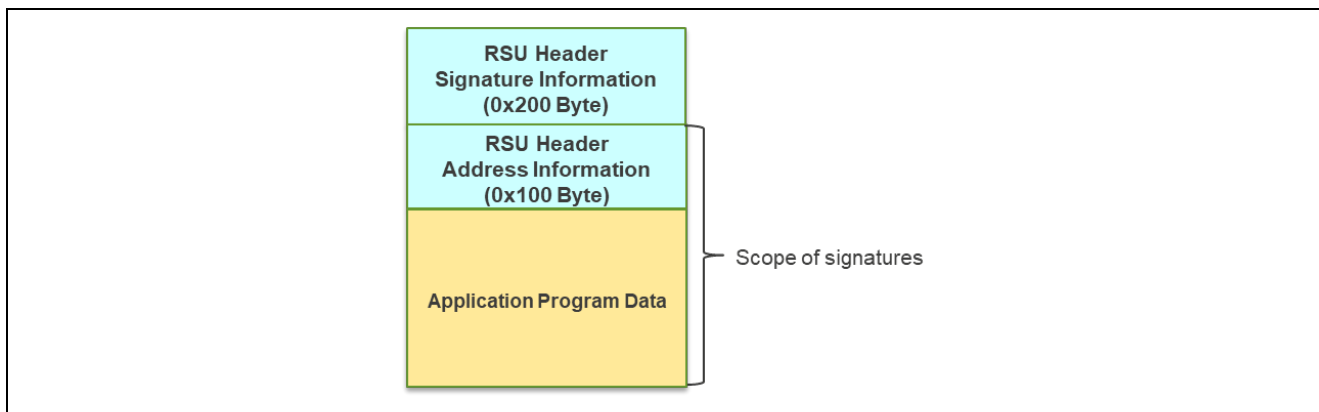 RSU Header
Signature Information
(0x200 Byte)
RSU Header
Address Information
(0x100 Byte)
Scope of signatures
Application Program Data